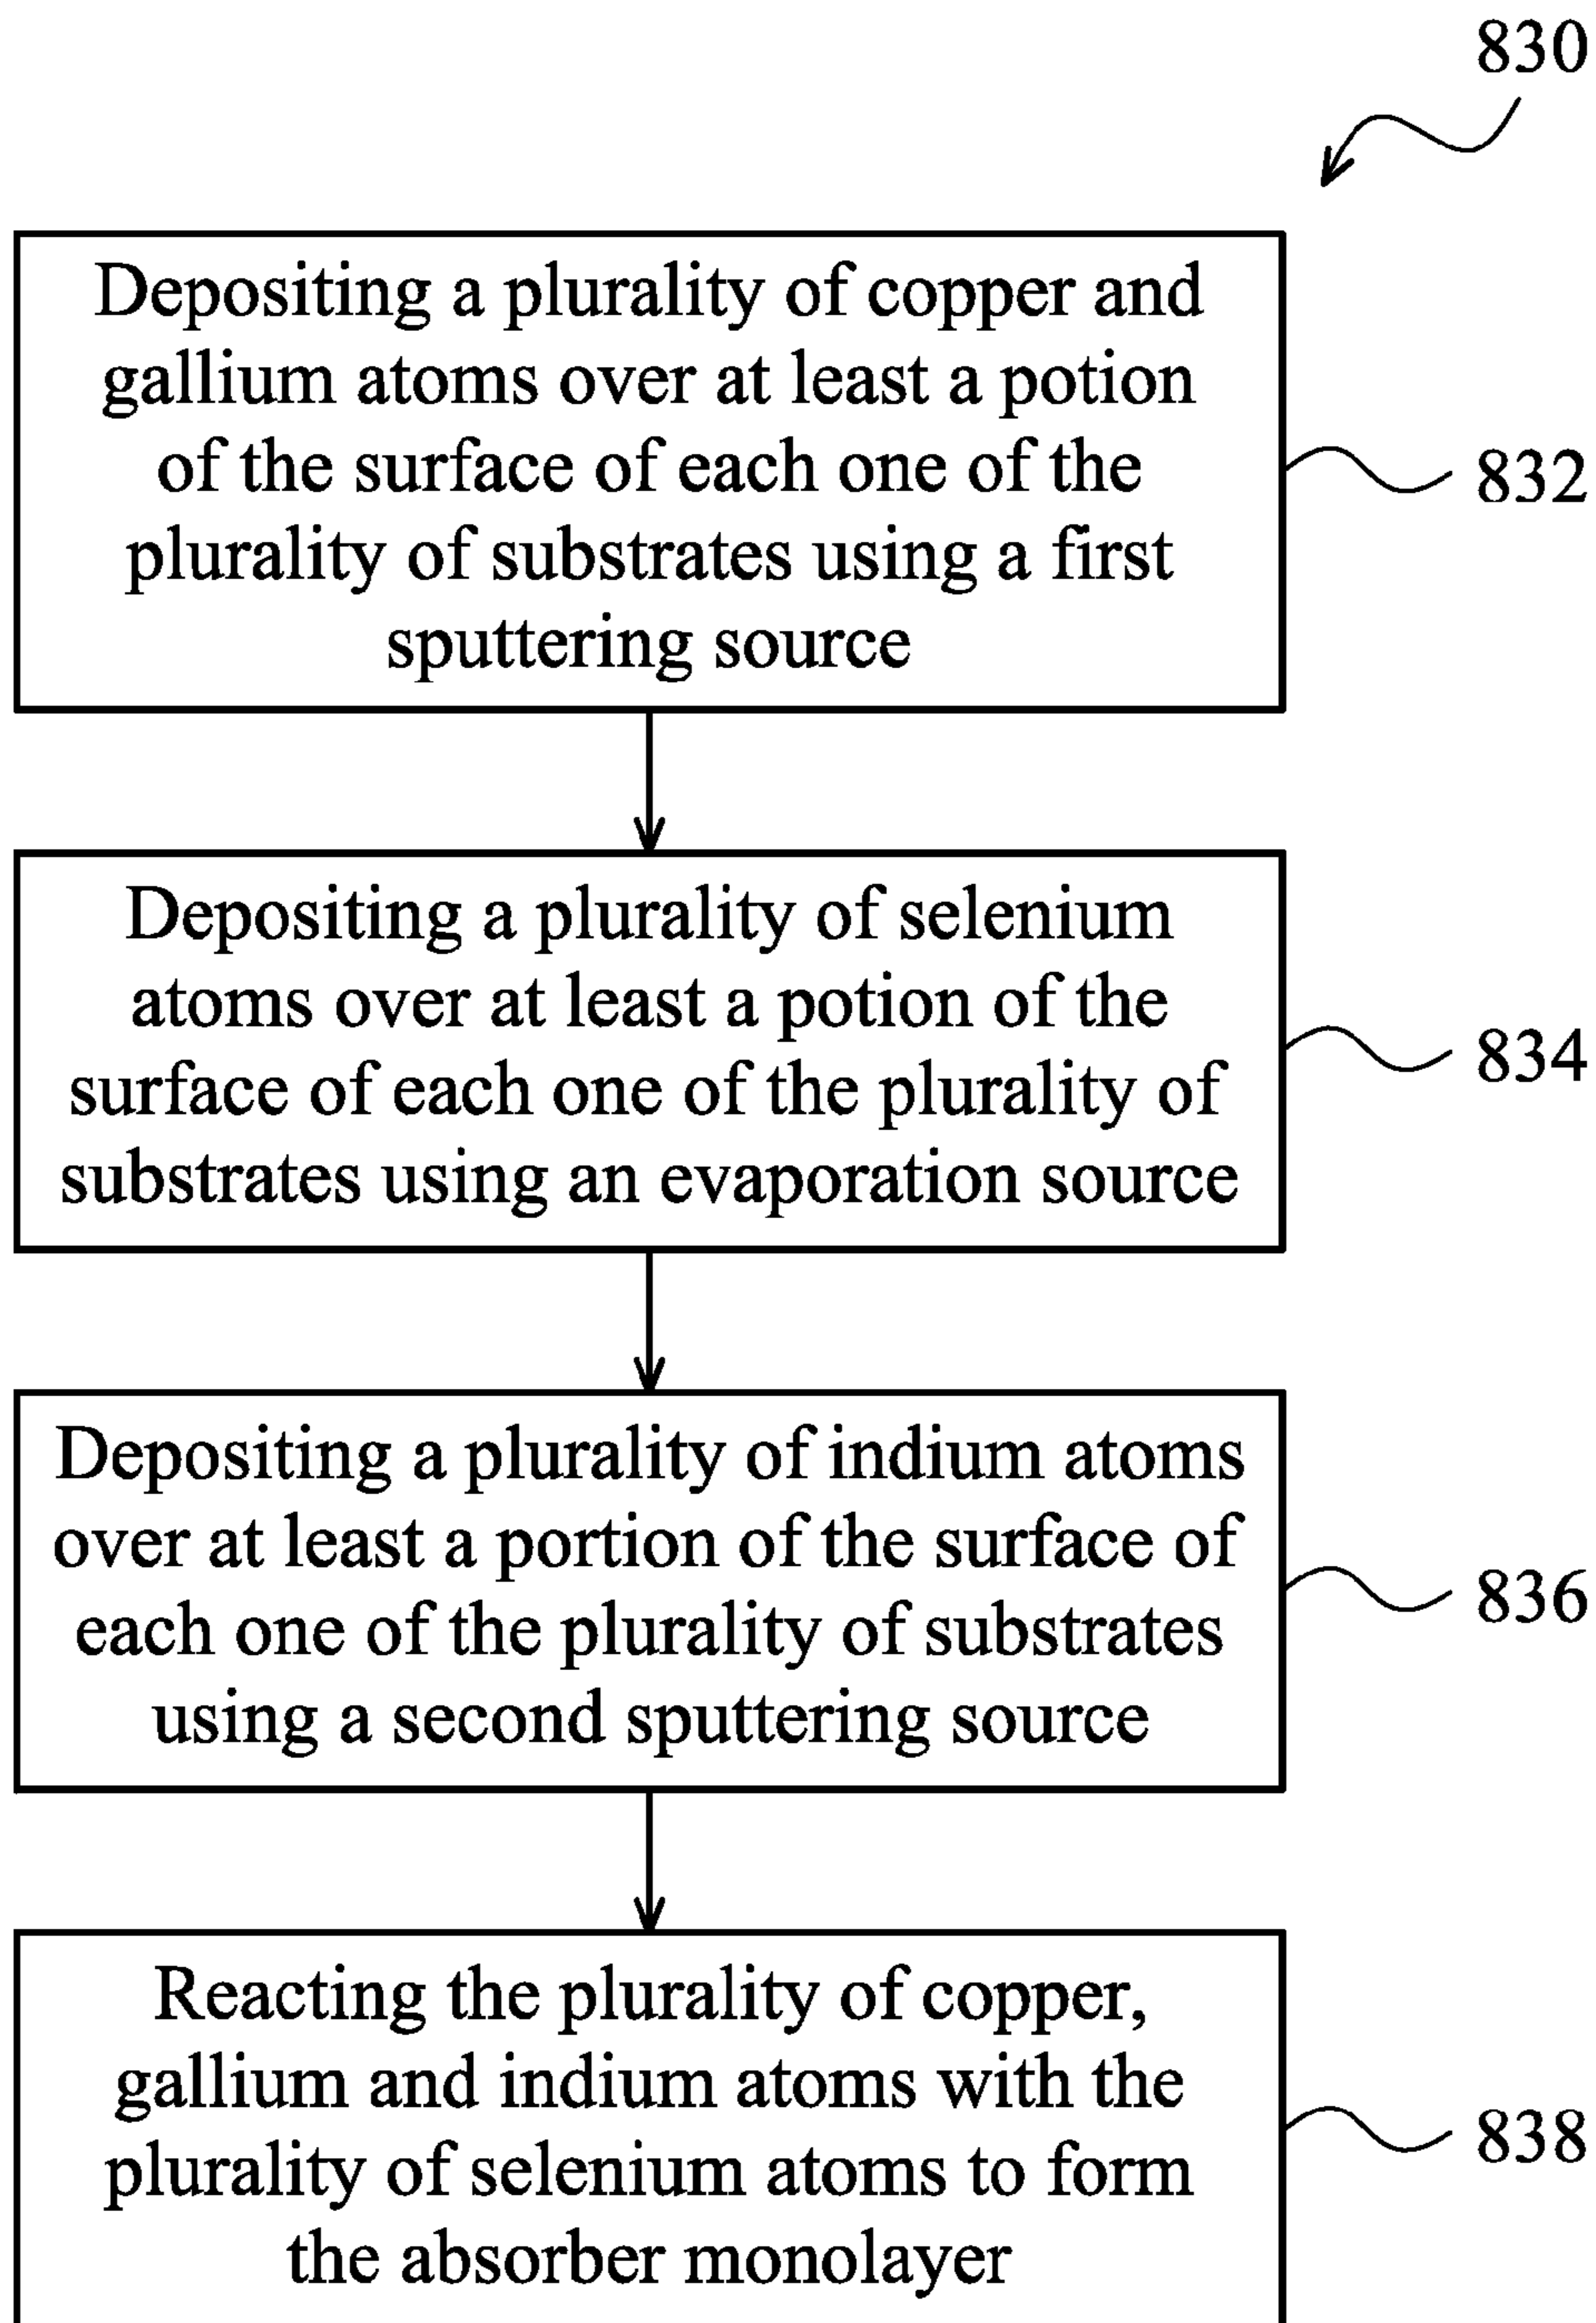 830
Depositing a plurality of copper and
gallium atoms over at least a potion
of the surface of each one of the
plurality of substrates using a first
sputtering source
832
Depositing a plurality of selenium
atoms over at least a potion of the
surface of each one of the plurality of
substrates using an evaporation source
834
Depositing a plurality of indium atoms
over at least a portion of the surface of
each one of the plurality of substrates
using a second sputtering source
836
Reacting the plurality of copper,
gallium and indium atoms with the
plurality of selenium atoms to form
the absorber monolayer
838